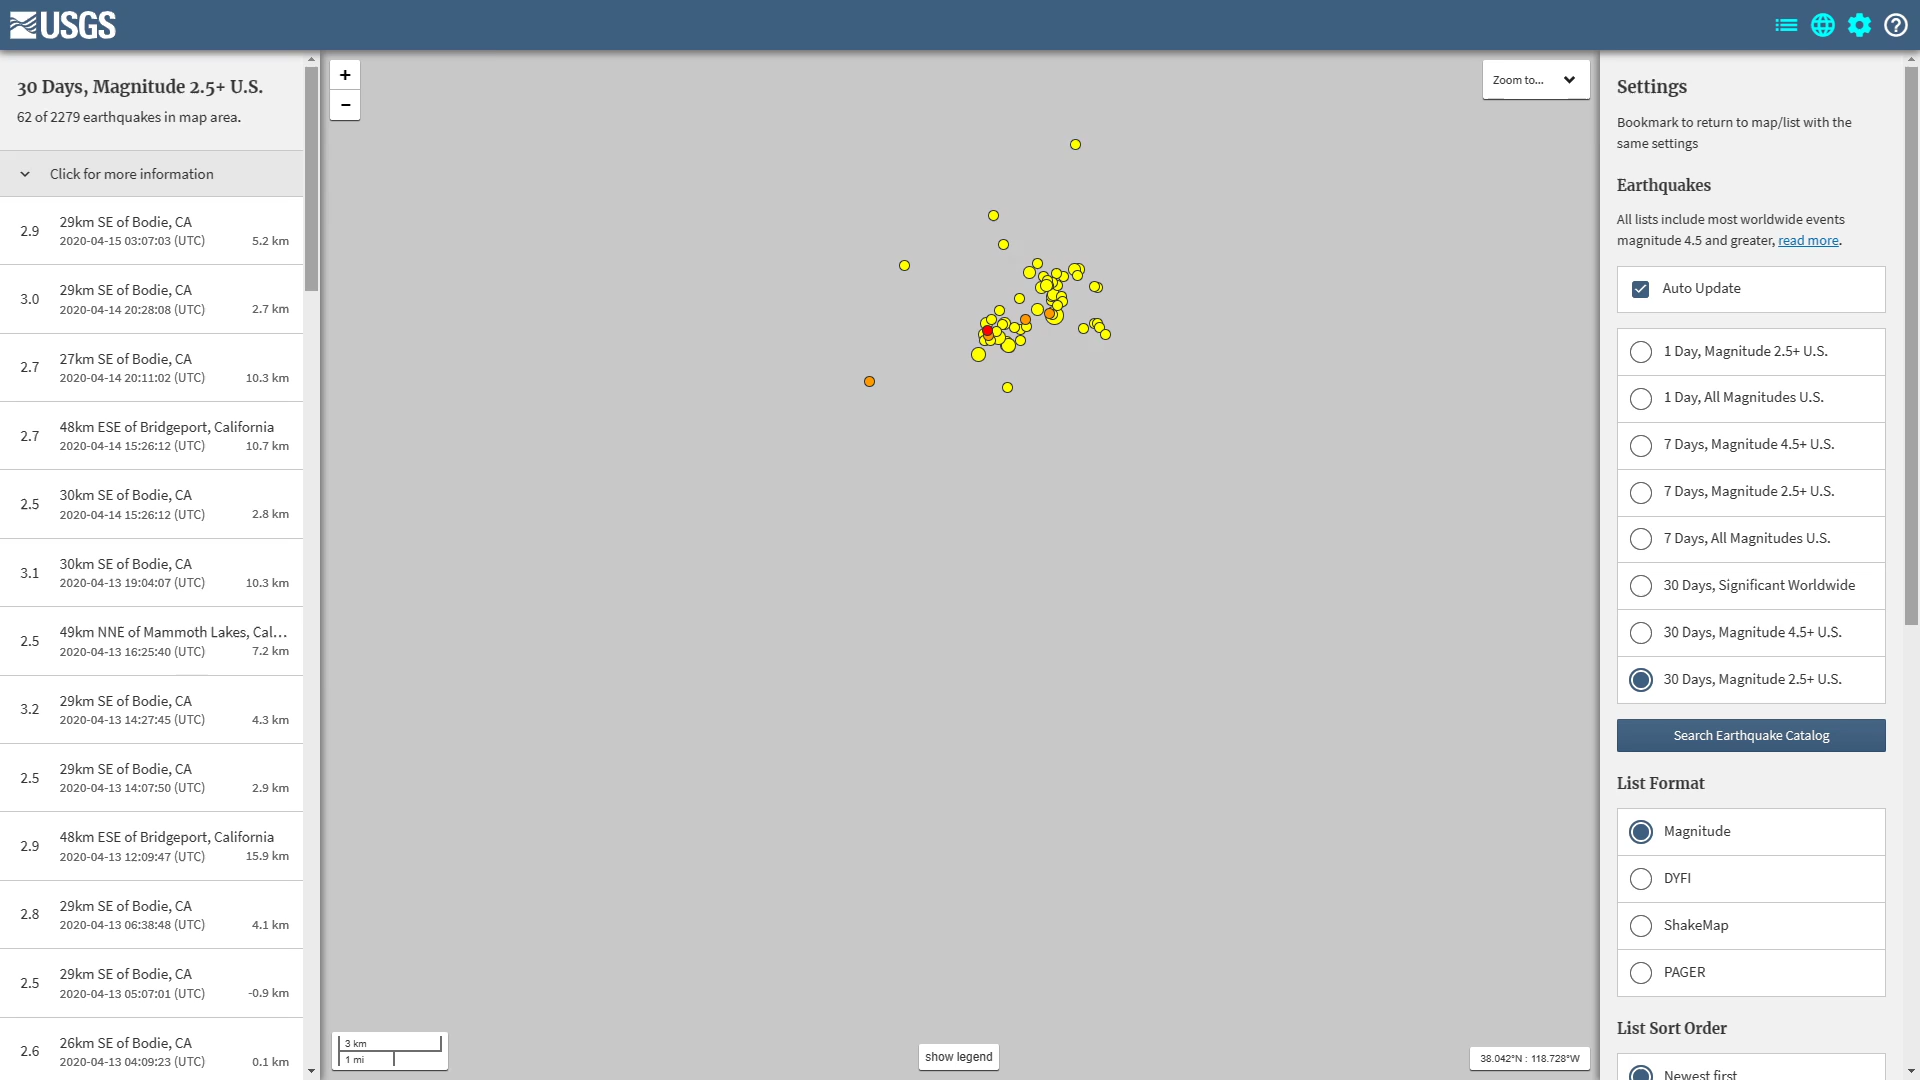 USGS
30 Days, Magnitude 2.5+ U.S.
62 of 2279 earthquakes in map area.
Click for more information
2.9
29km SE of Bodie, CA
2020-04-15 03:07:03 (UTC) 5.2 km
3.0
29km SE of Bodie, CA
2020-04-14 20:28:08 (UTC) 2.7 km
2.7
27km SE of Bodie, CA
2020-04-14 20:11:02 (UTC) 10.3 km
2.7
48km ESE of Bridgeport, California
2020-04-14 15:26:12 (UTC) 10.7 km
2.5
30km SE of Bodie, CA
2020-04-14 15:26:12 (UTC) 2.8 km
3.1
30km SE of Bodie, CA
2020-04-13 19:04:07 (UTC) 10.3 km
2.5
49km NNE of Mammoth Lakes, Cal...
2020-04-13 16:25:40 (UTC) 7.2 km
3.2
29km SE of Bodie, CA
2020-04-13 14:27:45 (UTC) 4.3 km
2.5
29km SE of Bodie, CA
2020-04-13 14:07:50 (UTC) 2.9 km
2.9
48km ESE of Bridgeport, California
2020-04-13 12:09:47 (UTC) 15.9 km
2.8
29km SE of Bodie, CA
2020-04-13 06:38:48 (UTC) 4.1 km
2.5
29km SE of Bodie, CA
2020-04-13 05:07:01 (UTC) -0.9 km
2.6
26km SE of Bodie, CA
2020-04-13 04:09:23 (UTC) 0.1 km
+
−
Zoom to...
3 km
1 mi
show legend
38.042°N : 118.728°W
Settings
Bookmark to return to map/list with the
same settings
Earthquakes
All lists include most worldwide events
magnitude 4.5 and greater, read more.
Auto Update
1 Day, Magnitude 2.5+ U.S.
1 Day, All Magnitudes U.S.
7 Days, Magnitude 4.5+ U.S.
7 Days, Magnitude 2.5+ U.S.
7 Days, All Magnitudes U.S.
30 Days, Significant Worldwide
30 Days, Magnitude 4.5+ U.S.
30 Days, Magnitude 2.5+ U.S.
Search Earthquake Catalog
List Format
Magnitude
DYFI
ShakeMap
PAGER
List Sort Order
Newest first